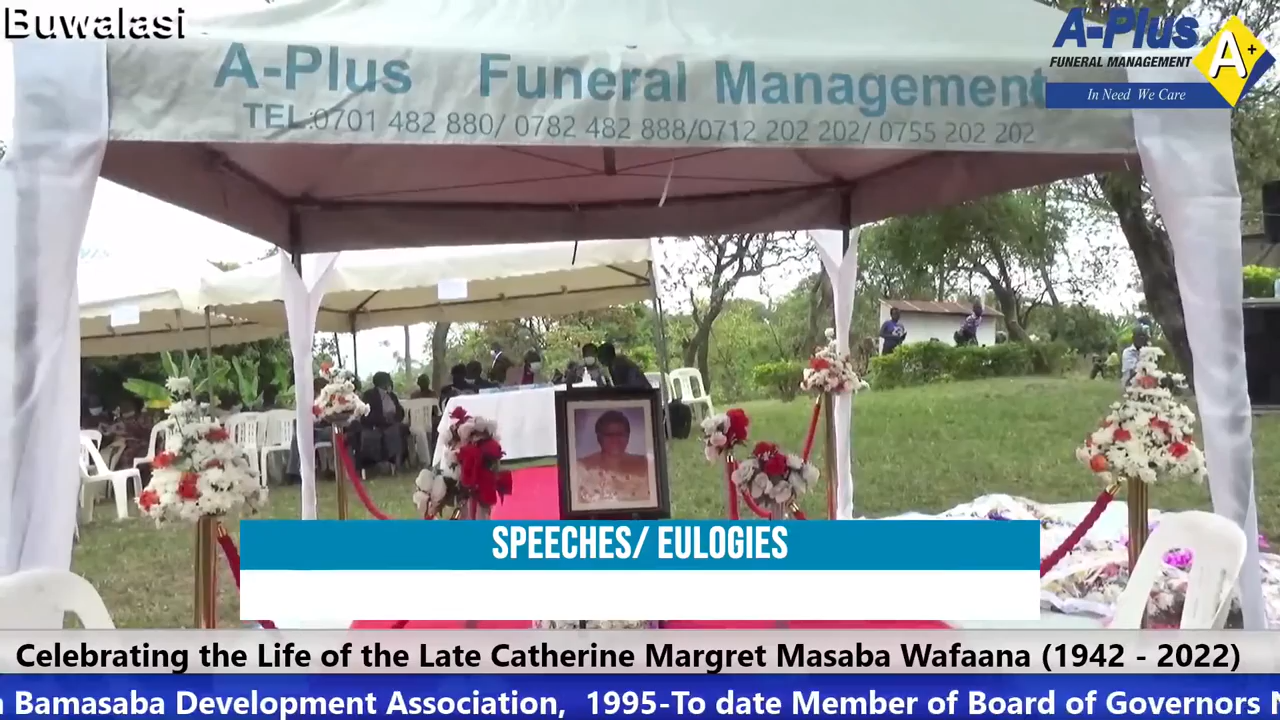 Buwalasi
A-Plus
FUNERAL MANAGEMENT
A+
In Need We Care
A-Plus Funeral Management
TEL:0701 482 880/ 0782 482 888/0712 202 202/ 0755 202 202
SPEECHES/ EULOGIES
Celebrating the Life of the Late Catherine Margret Masaba Wafaana (1942 - 2022)
Bamasaba Development Association, 1995-To date Member of Board of Governors